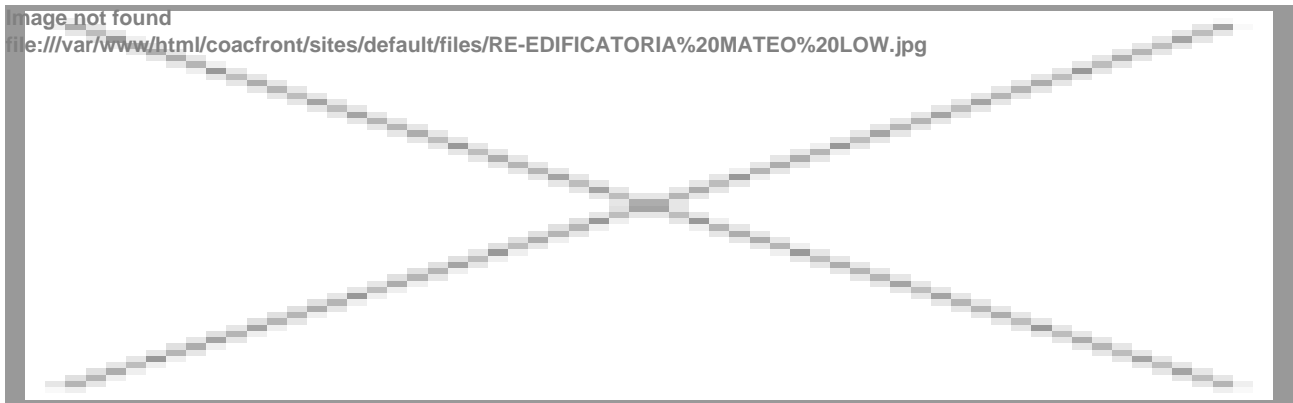 Image not found
file:///var/www/html/coacfront/sites/default/files/RE-EDIFICATORIA%20MATEO%20LOW.jpg